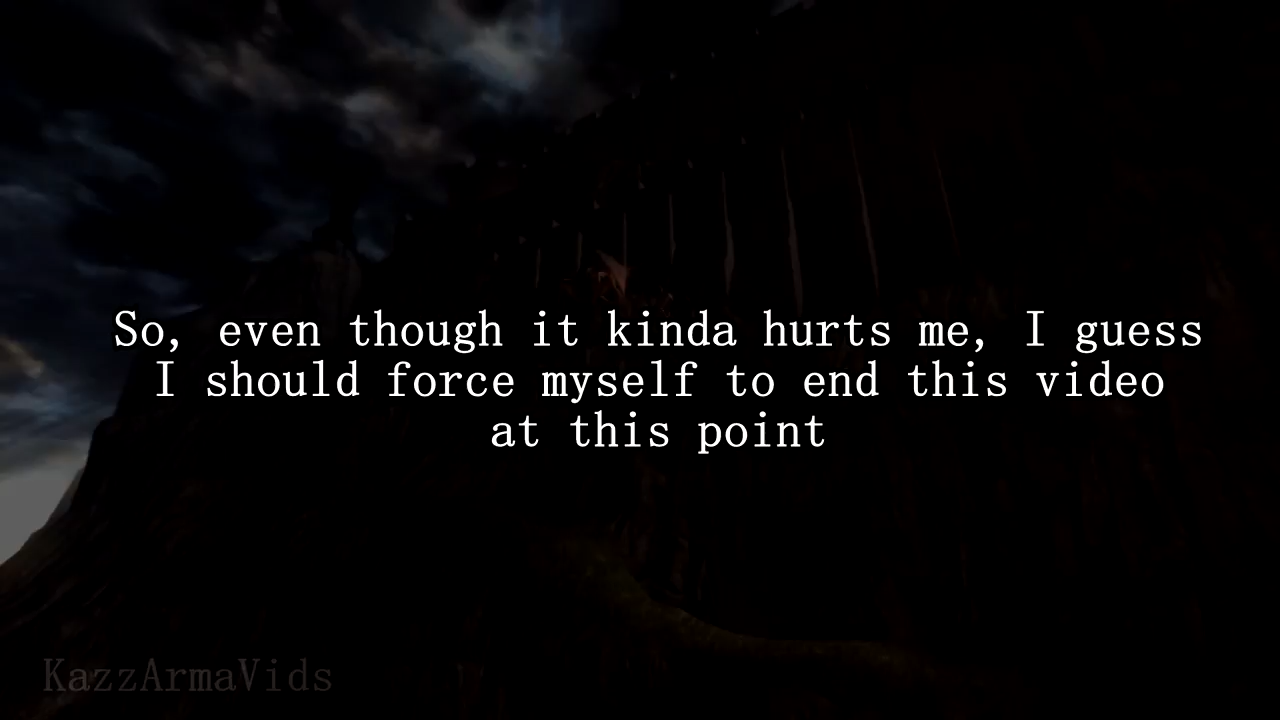 So, even though it kinda hurts me, I guess
I should force myself to end this video
at this point
KazzArmaVids